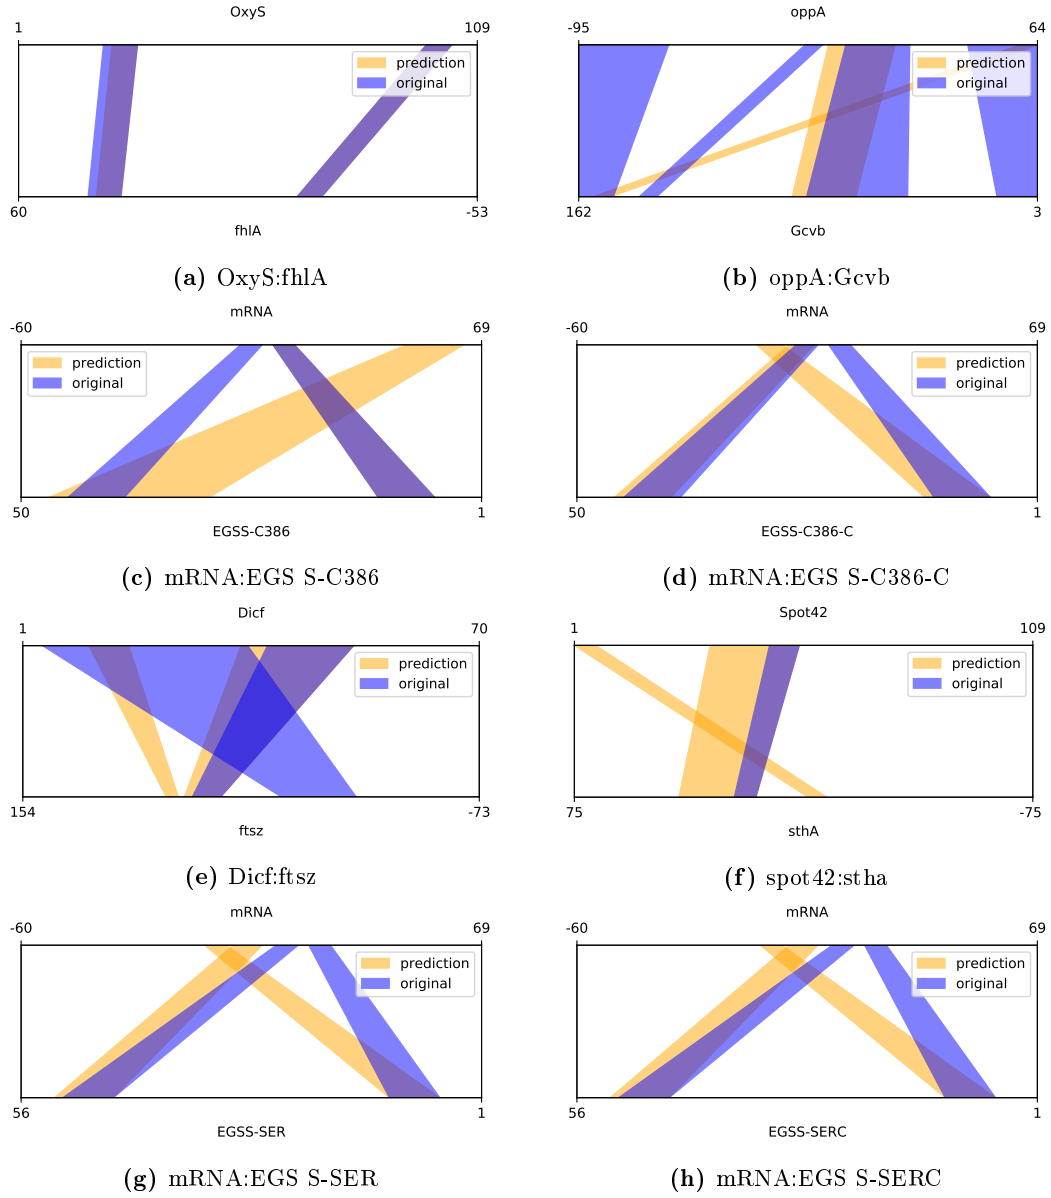 OxyS
1 109
prediction
original
60 -53
fhlA
(a) OxyS:fhlA
oppA
-95 64
prediction
original
162 3
Gcvb
(b) oppA:Gcvb
mRNA
-60 69
prediction
original
50 1
EGSS-C386
(c) mRNA:EGS S-C386
mRNA
-60 69
prediction
original
50 1
EGSS-C386-C
(d) mRNA:EGS S-C386-C
Dicf
1 70
prediction
original
154 -73
ftsz
(e) Dicf:ftsz
Spot42
1 109
prediction
original
75 -75
sthA
(f) spot42:stha
mRNA
-60 69
prediction
original
56 1
EGSS-SER
(g) mRNA:EGS S-SER
mRNA
-60 69
prediction
original
56 1
EGSS-SERC
(h) mRNA:EGS S-SERC